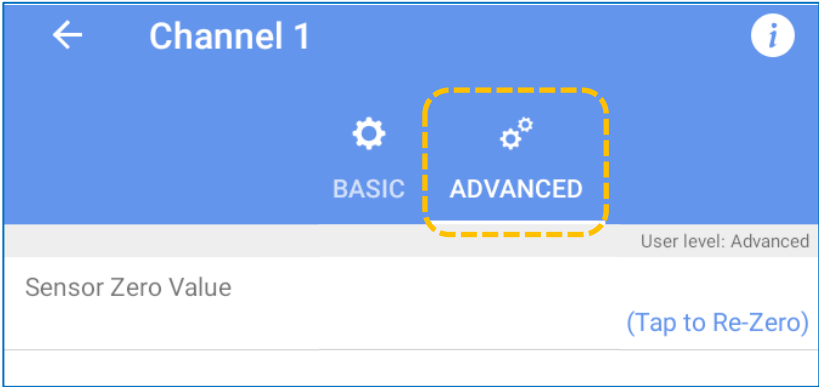 Channel 1
i
BASIC
ADVANCED
User level: Advanced
Sensor Zero Value
(Tap to Re-Zero)